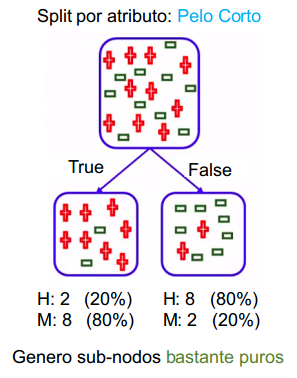 Split por atributo: Pelo Corto
True
False
H: 2 (20%)
M: 8 (80%)
H: 8 (80%)
M: 2 (20%)
Genero sub-nodos bastante puros